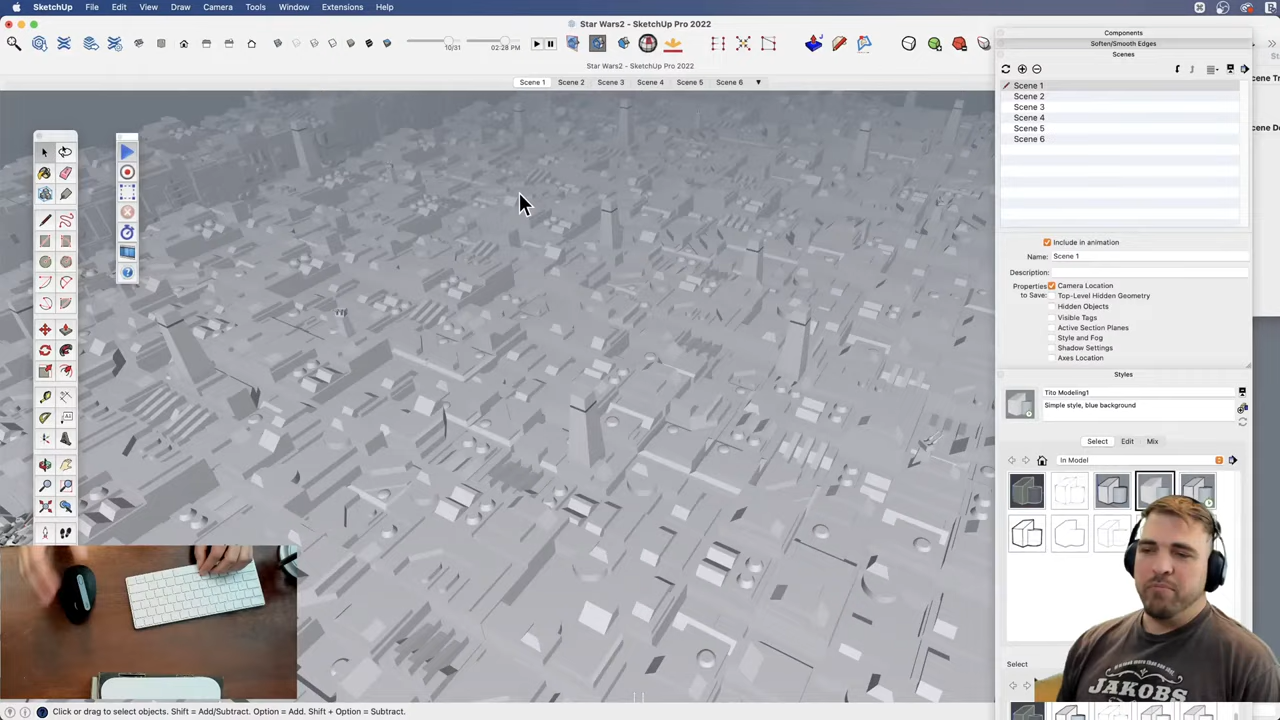 SketchUp File Edit View Draw Camera Tools Window Extensions Help
Star Wars2 - SketchUp Pro 2022
10/31 02:28 PM
Star Wars2 - SketchUp Pro 2022
Scene 1 Scene 2 Scene 3 Scene 4 Scene 5 Scene 6
Components
Soften/Smooth Edges
Scenes
Scene 1
Scene 2
Scene 3
Scene 4
Scene 5
Scene 6
Include in animation
Name: Scene 1
Description:
Properties to Save:
Camera Location
Top-Level Hidden Geometry
Hidden Objects
Visible Tags
Active Section Planes
Style and Fog
Shadow Settings
Axes Location
Styles
Tito Modeling1
Simple style, blue background
Select Edit Mix
In Model
Select
JAKOBS
Click or drag to select objects. Shift = Add/Subtract. Option = Add. Shift + Option = Subtract.